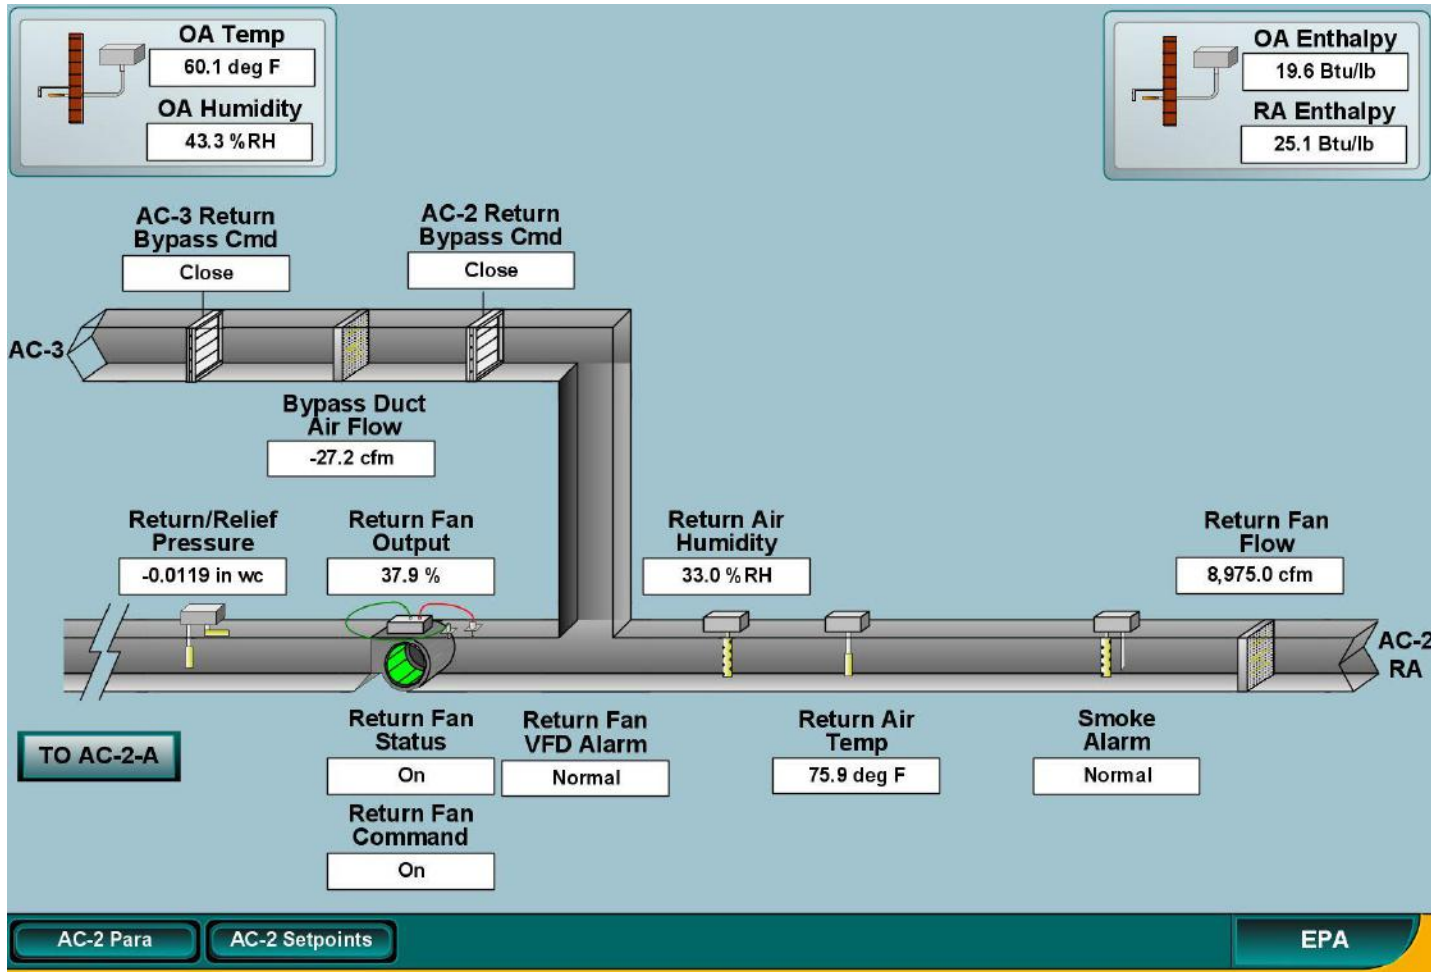 OA Temp
60.1 deg F
OA Humidity
43.3 %RH
OA Enthalpy
19.6 Btu/lb
RA Enthalpy
25.1 Btu/lb
AC-3 Return
Bypass Cmd
Close
AC-2 Return
Bypass Cmd
Close
AC-3
Bypass Duct
Air Flow
-27.2 cfm
Return/Relief
Pressure
-0.0119 in wc
Return Fan
Output
37.9 %
Return Air
Humidity
33.0 %RH
Return Fan
Flow
8,975.0 cfm
AC-2
RA
TO AC-2-A
Return Fan
Status
On
Return Fan
VFD Alarm
Normal
Return Air
Temp
75.9 deg F
Smoke
Alarm
Normal
Return Fan
Command
On
AC-2 Para
AC-2 Setpoints
EPA